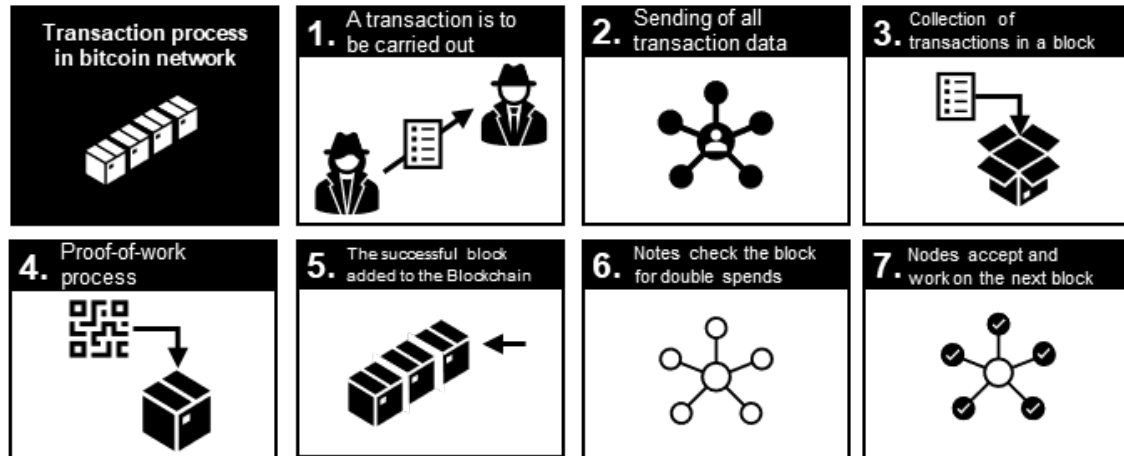 Transaction process
in bitcoin network
1. A transaction is to
be carried out
2. Sending of all
transaction data
3. Collection of
transactions in a block
4. Proof-of-work
process
5. The successful block
added to the Blockchain
6. Notes check the block
for double spends
7. Nodes accept and
work on the next block